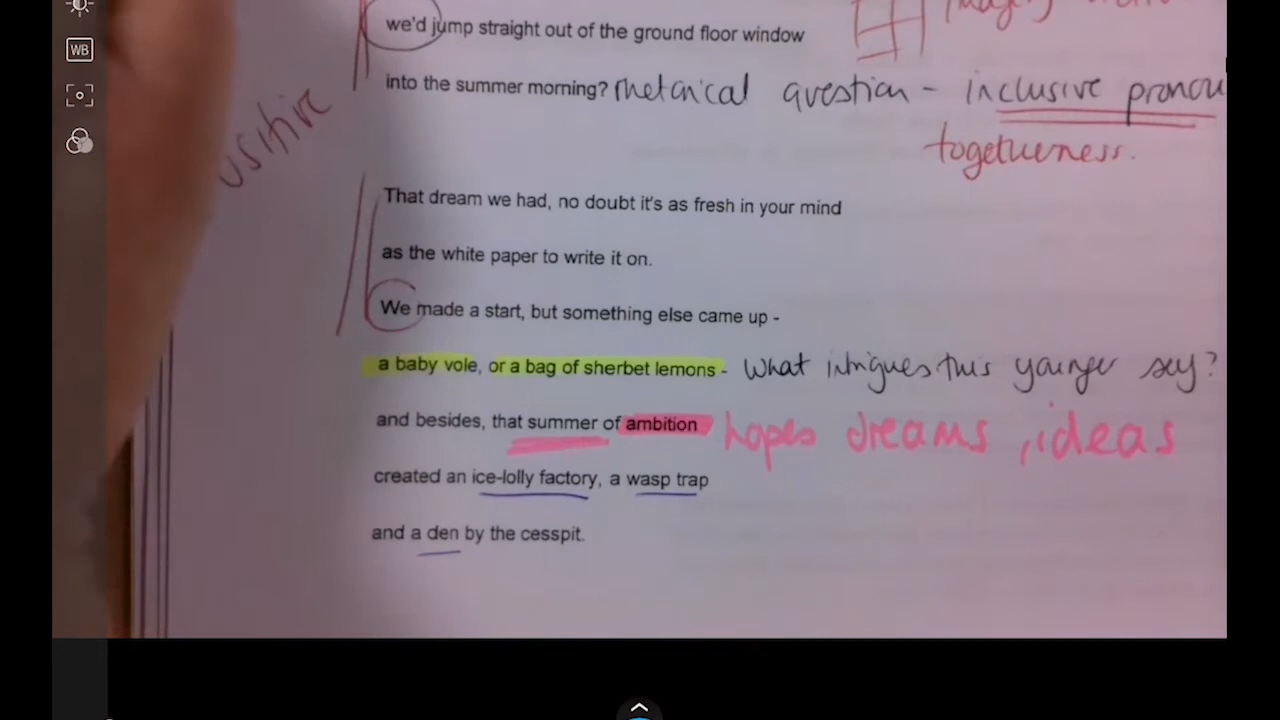 WB
we'd jump straight out of the ground floor window
into the summer morning? rhetorical question - inclusive pronou
togetherness.
usitive
That dream we had, no doubt it's as fresh in your mind
as the white paper to write it on.
We made a start, but something else came up -
a baby vole, or a bag of sherbet lemons - What intrigues this younger sey?
and besides, that summer of ambition hopes dreams, ideas
created an ice-lolly factory, a wasp trap
and a den by the cesspit.